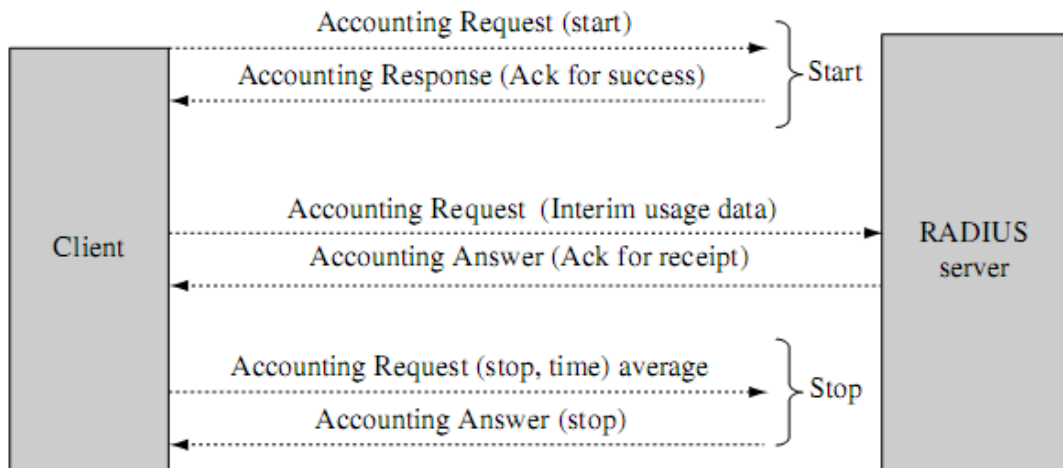 Accounting Request (start)
Accounting Response (Ack for success)
Start
Accounting Request (Interim usage data)
Client
Accounting Answer (Ack for receipt)
RADIUS
server
Accounting Request (stop, time) average
Accounting Answer (stop)
Stop